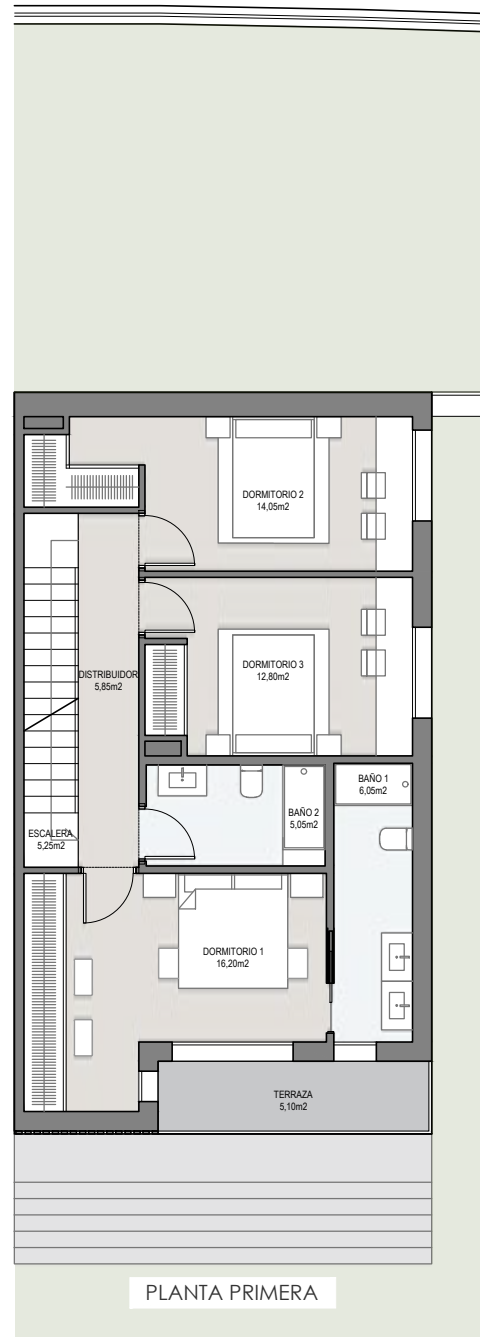 DORMITORIO 2
14,05m2
DORMITORIO 3
12,80m2
DISTRIBUIDOR
5,85m2
BAÑO 1
6,05m2
BAÑO 2
5,05m2
ESCALERA
5,25m2
DORMITORIO 1
16,20m2
TERRAZA
5,10m2
PLANTA PRIMERA